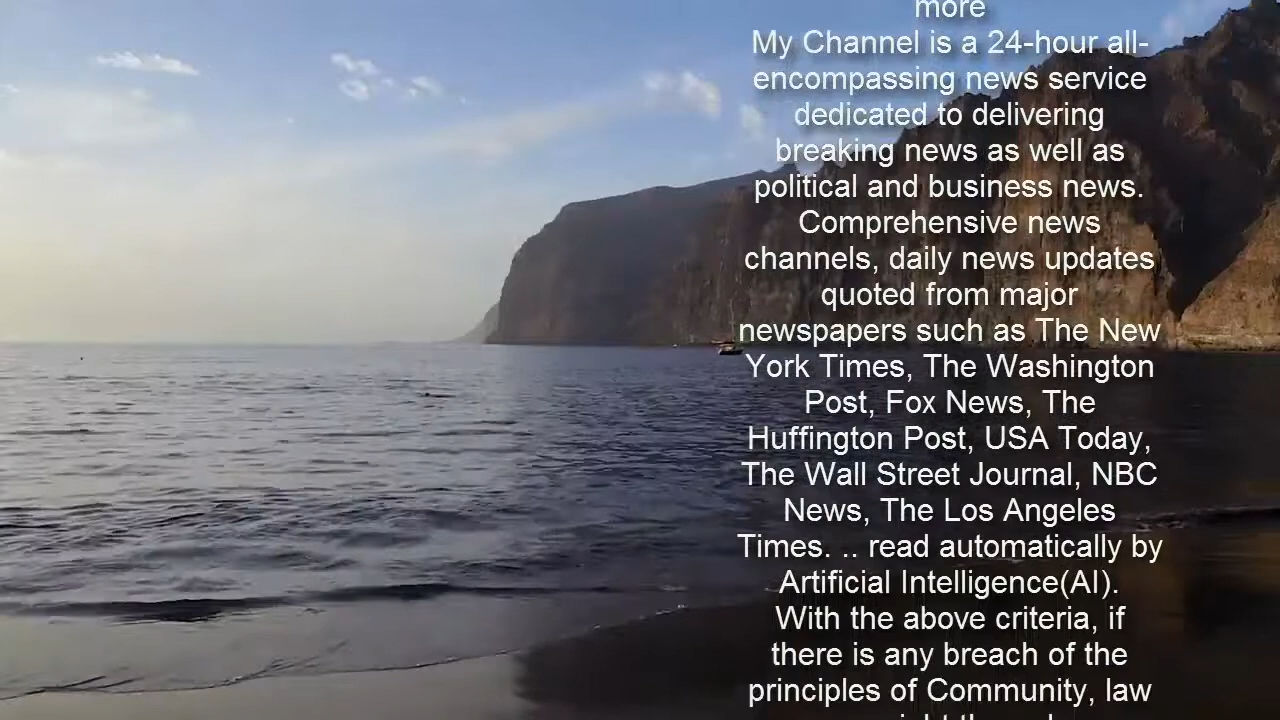 more
My Channel is a 24-hour all-
encompassing news service
dedicated to delivering
breaking news as well as
political and business news.
Comprehensive news
channels, daily news updates
quoted from major
newspapers such as The New
York Times, The Washington
Post, Fox News, The
Huffington Post, USA Today,
The Wall Street Journal, NBC
News, The Los Angeles
Times. .. read automatically by
Artificial Intelligence(AI).
With the above criteria, if
there is any breach of the
principles of Community, law